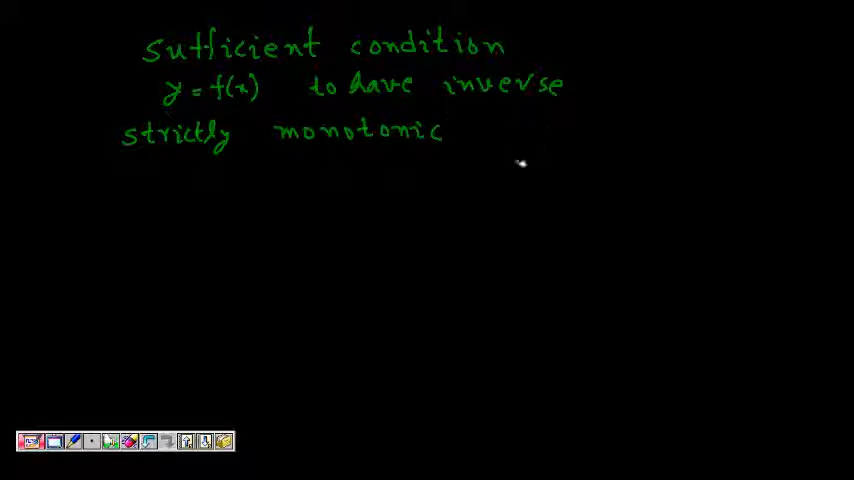 sufficient condition
y = f(x) to have inverse
strictly monotonic